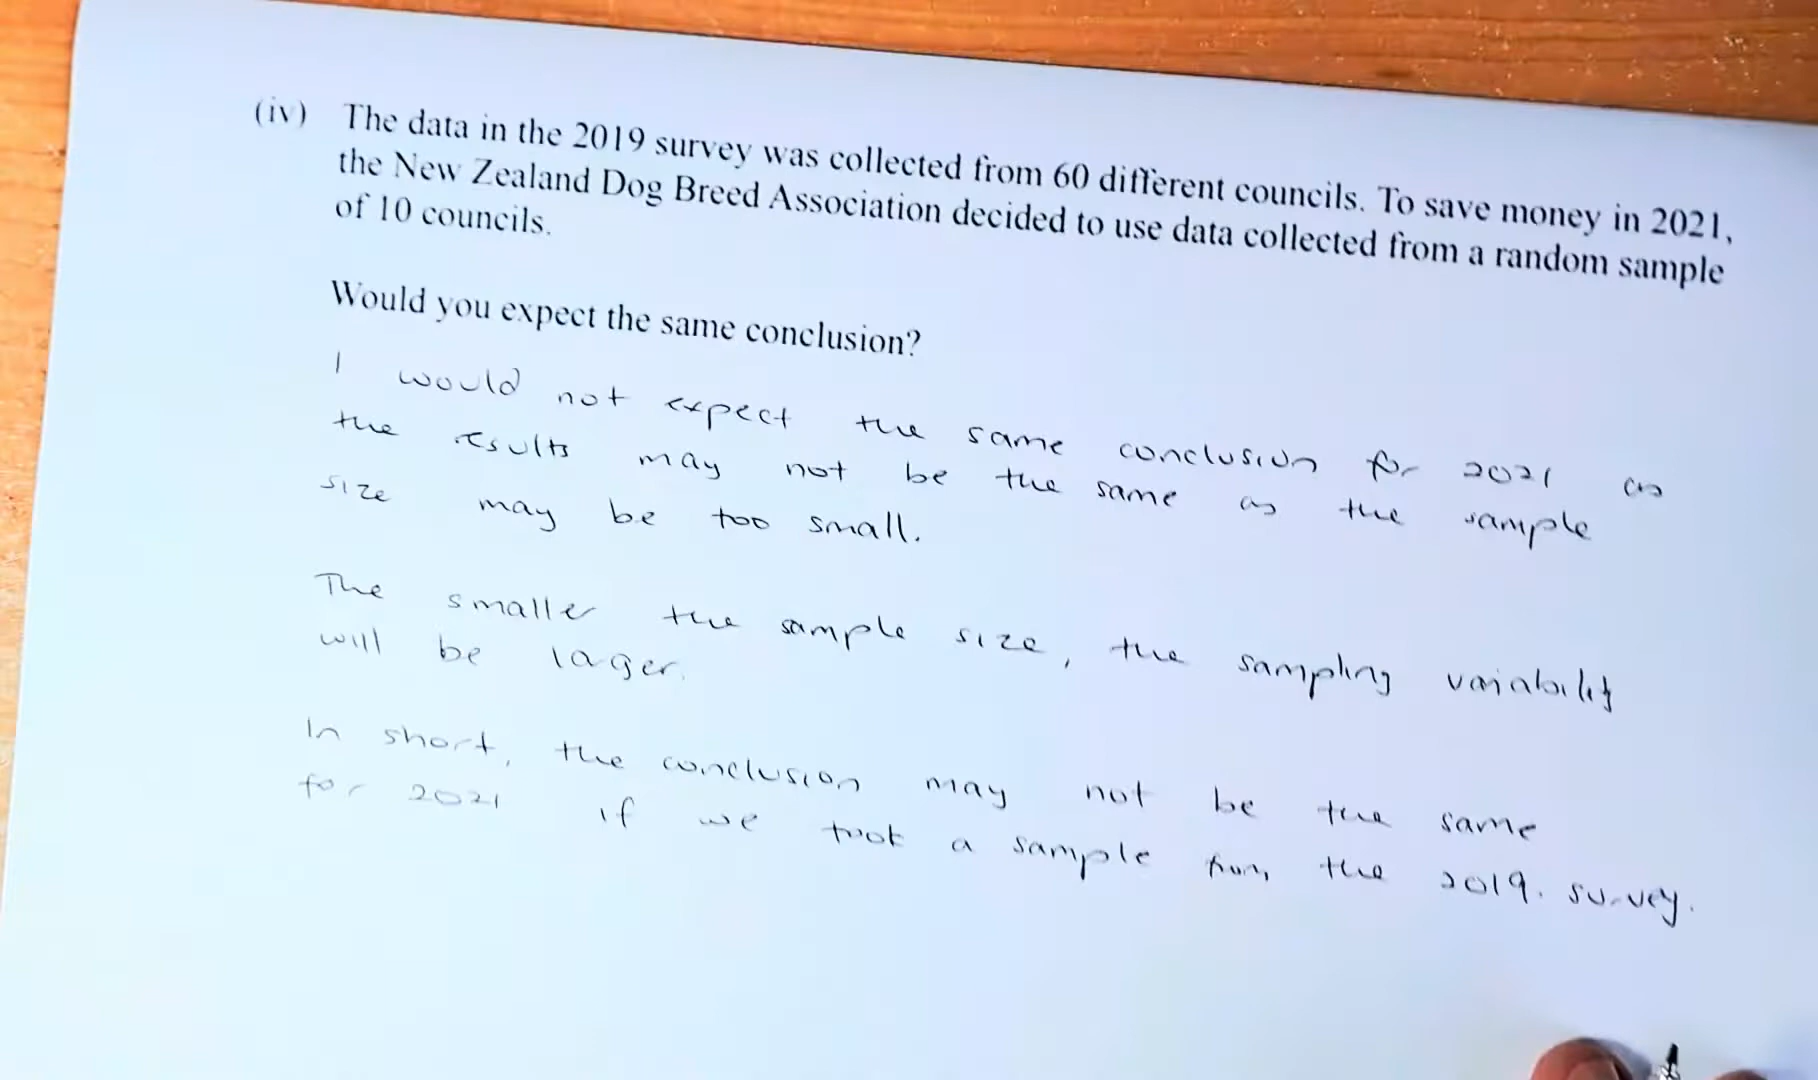 (iv) The data in the 2019 survey was collected from 60 different councils. To save money in 2021,
the New Zealand Dog Breed Association decided to use data collected from a random sample
of 10 councils.
Would you expect the same conclusion?
I would not expect the same conclusion for 2021 as
the results may not be the same as the sample
size may be too small.
The smaller the sample size, the sampling variability
will be larger.
In short, the conclusion may not be the same
for 2021 if we took a sample from the 2019. survey.